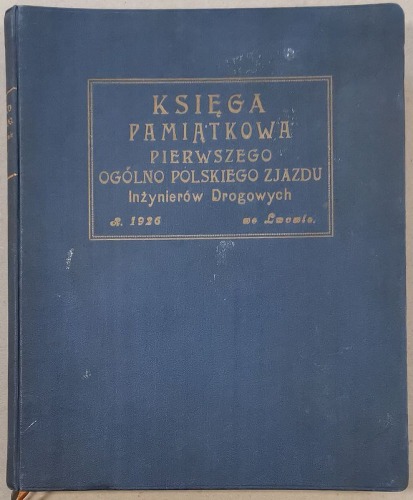 KSIĘGA
PAMIĄTKOWA
PIERWSZEGO
OGÓLNO POLSKIEGO ZJAZDU
Inżynierów Drogowych
R. 1926 we Lwowie.